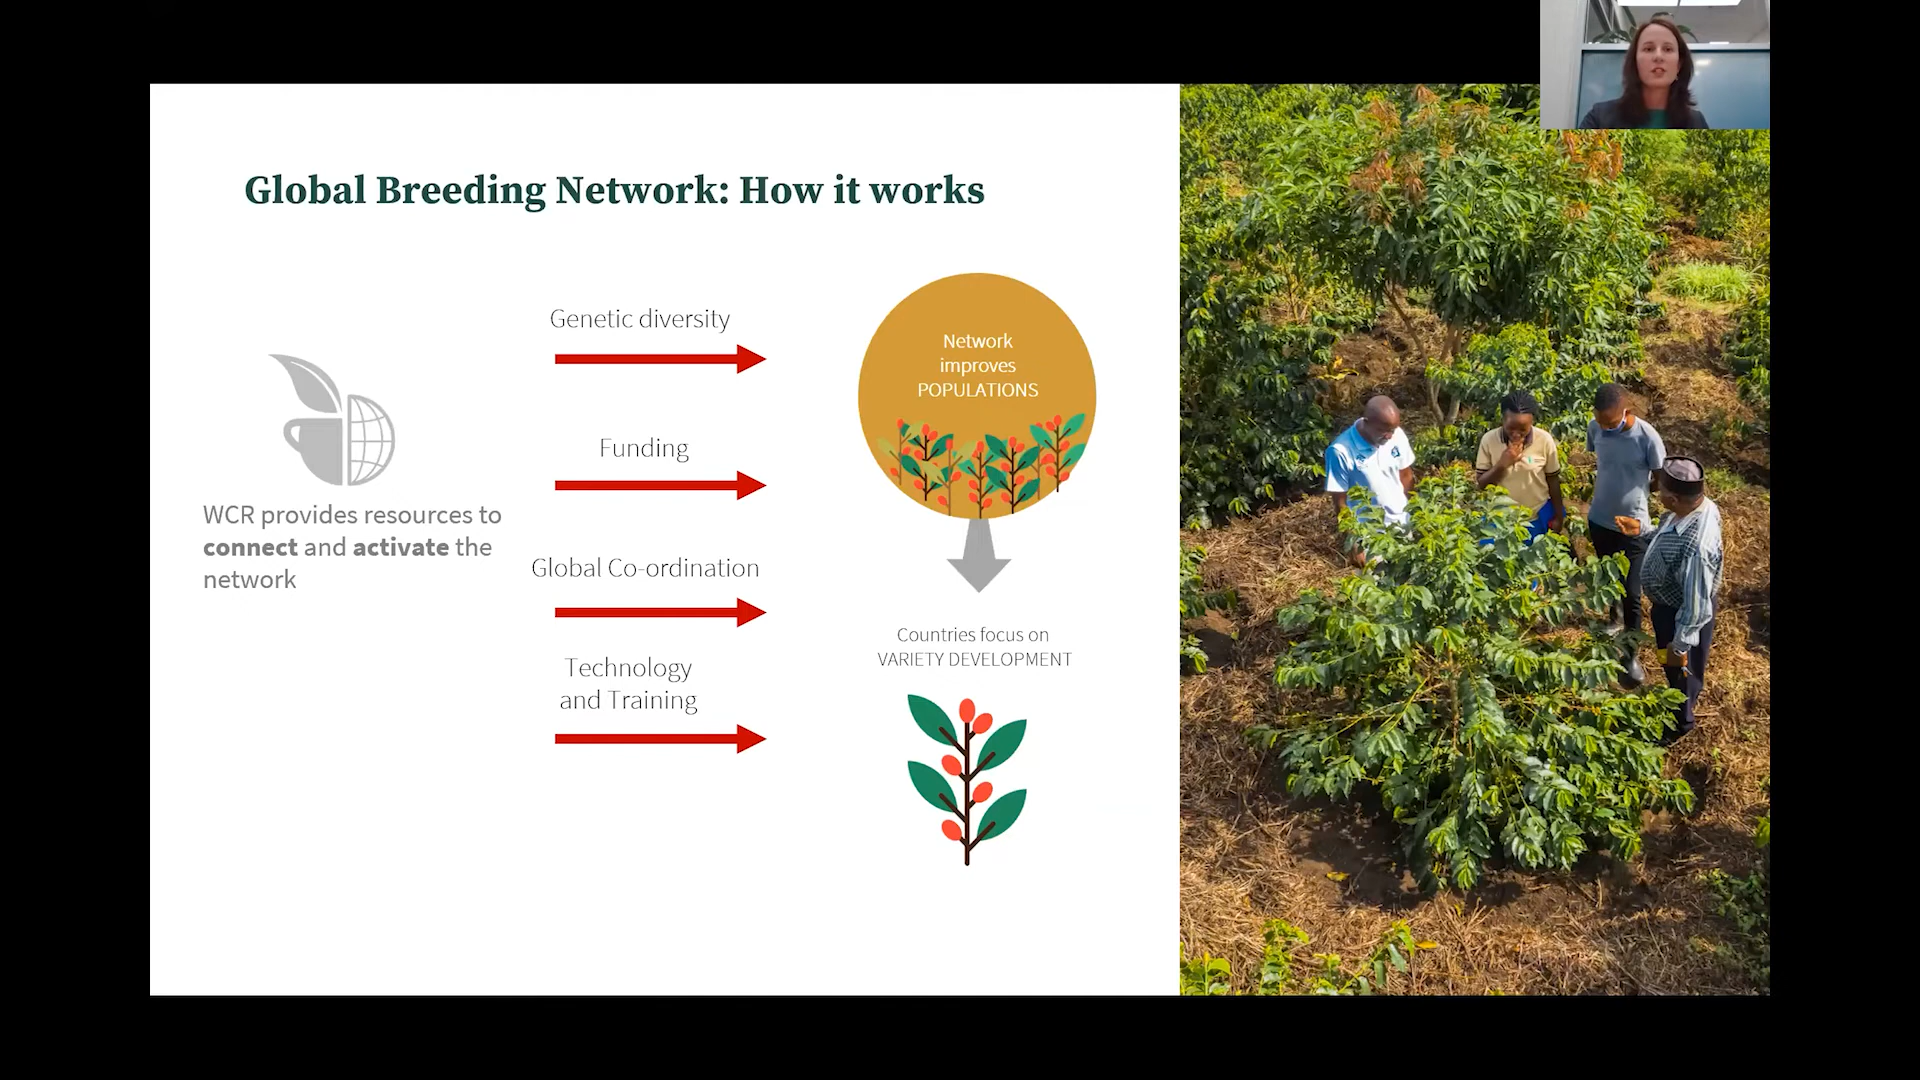 Global Breeding Network: How it works
WCR provides resources to
connect and activate the
network
Genetic diversity
Funding
Global Co-ordination
Technology
and Training
Network
improves
POPULATIONS
Countries focus on
VARIETY DEVELOPMENT